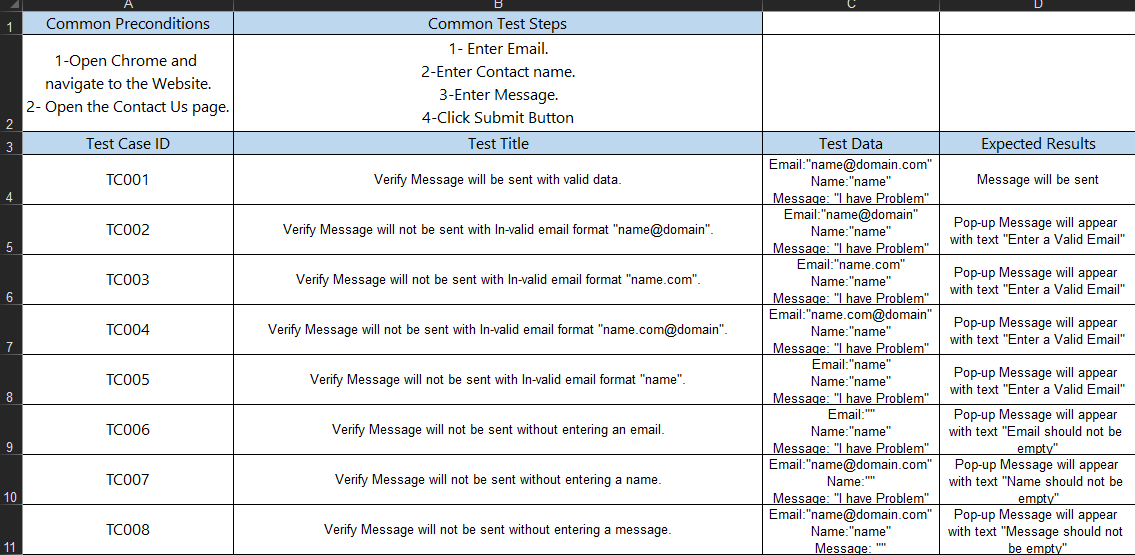 A B C D
1 Common Preconditions Common Test Steps
1-Open Chrome and
navigate to the Website.
2- Open the Contact Us page.
1- Enter Email.
2-Enter Contact name.
3-Enter Message.
4-Click Submit Button
2
3 Test Case ID Test Title Test Data Expected Results
4 TC001 Verify Message will be sent with valid data.
Email:"name@domain.com"
Name:"name"
Message: "I have Problem"
Message will be sent
5 TC002 Verify Message will not be sent with In-valid email format "name@domain".
Email:"name@domain"
Name:"name"
Message: "I have Problem"
Pop-up Message will appear
with text "Enter a Valid Email"
6 TC003 Verify Message will not be sent with In-valid email format "name.com".
Email:"name.com"
Name:"name"
Message: "I have Problem"
Pop-up Message will appear
with text "Enter a Valid Email"
7 TC004 Verify Message will not be sent with In-valid email format "name.com@domain".
Email:"name.com@domain"
Name:"name"
Message: "I have Problem"
Pop-up Message will appear
with text "Enter a Valid Email"
8 TC005 Verify Message will not be sent with In-valid email format "name".
Email:"name"
Name:"name"
Message: "I have Problem"
Pop-up Message will appear
with text "Enter a Valid Email"
9 TC006 Verify Message will not be sent without entering an email.
Email:""
Name:"name"
Message: "I have Problem"
Pop-up Message will appear
with text "Email should not be
empty"
10 TC007 Verify Message will not be sent without entering a name.
Email:"name@domain.com"
Name:""
Message: "I have Problem"
Pop-up Message will appear
with text "Name should not be
empty"
11 TC008 Verify Message will not be sent without entering a message.
Email:"name@domain.com"
Name:"name"
Message: ""
Pop-up Message will appear
with text "Message should not
be empty"